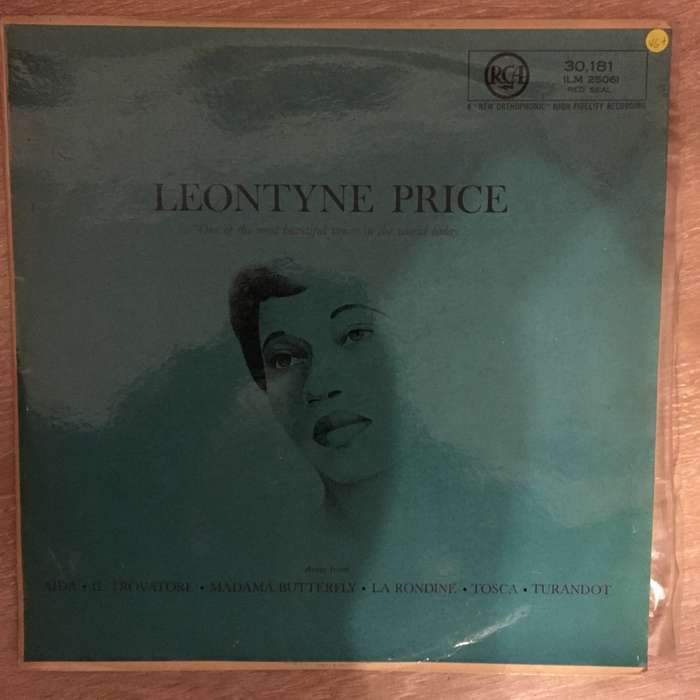 VG+
RCA
30,181
(LM 2506)
RED SEAL
A "NEW ORTHOPHONIC" HIGH FIDELITY RECORDING
LEONTYNE PRICE
"One of the most beautiful voices in the world today
Arias from
AIDA • IL TROVATORE • MADAMA BUTTERFLY • LA RONDINE • TOSCA • TURANDOT